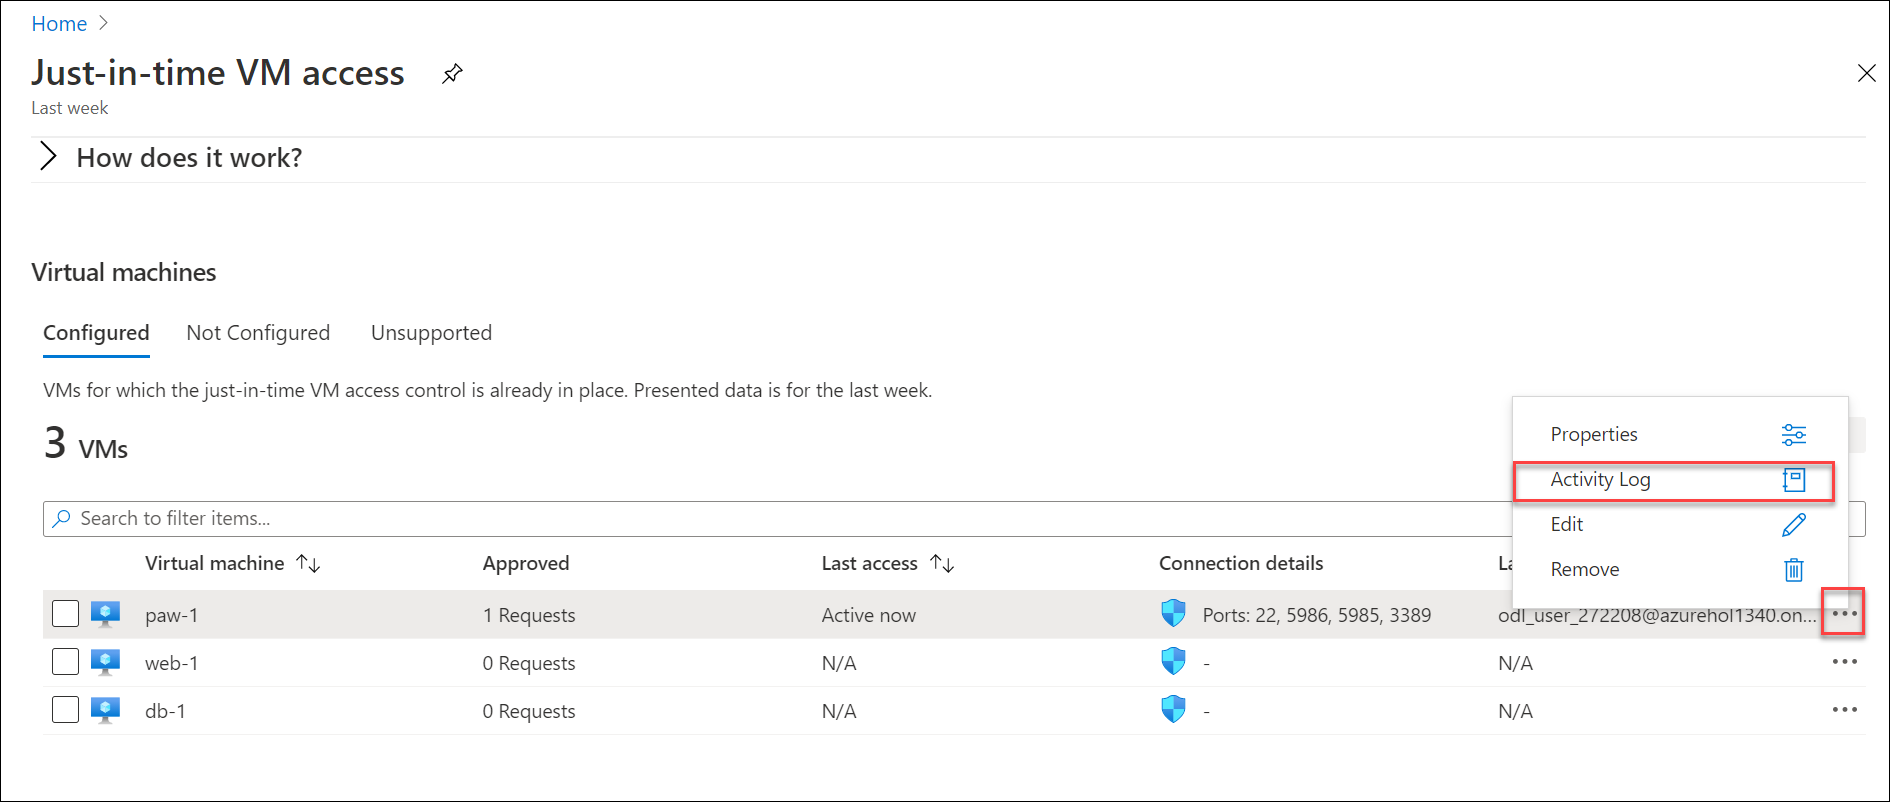 Home
Just-in-time VM access
Last week
How does it work?
Virtual machines
Configured Not Configured Unsupported
VMs for which the just-in-time VM access control is already in place. Presented data is for the last week.
3 VMs
Properties
Activity Log
Edit
Remove
Search to filter items...
Virtual machine Approved Last access Connection details
paw-1 1 Requests Active now Ports: 22, 5986, 5985, 3389 odl_user_272208@azurehol1340.on...
web-1 0 Requests N/A - N/A
db-1 0 Requests N/A - N/A